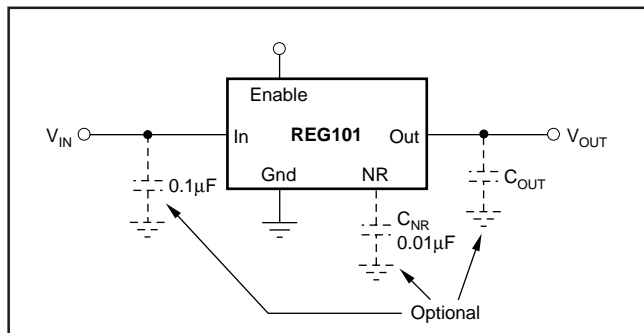 Enable
V_IN
In
REG101
Out
V_OUT
Gnd
NR
0.1µF
C_NR
0.01µF
C_OUT
Optional